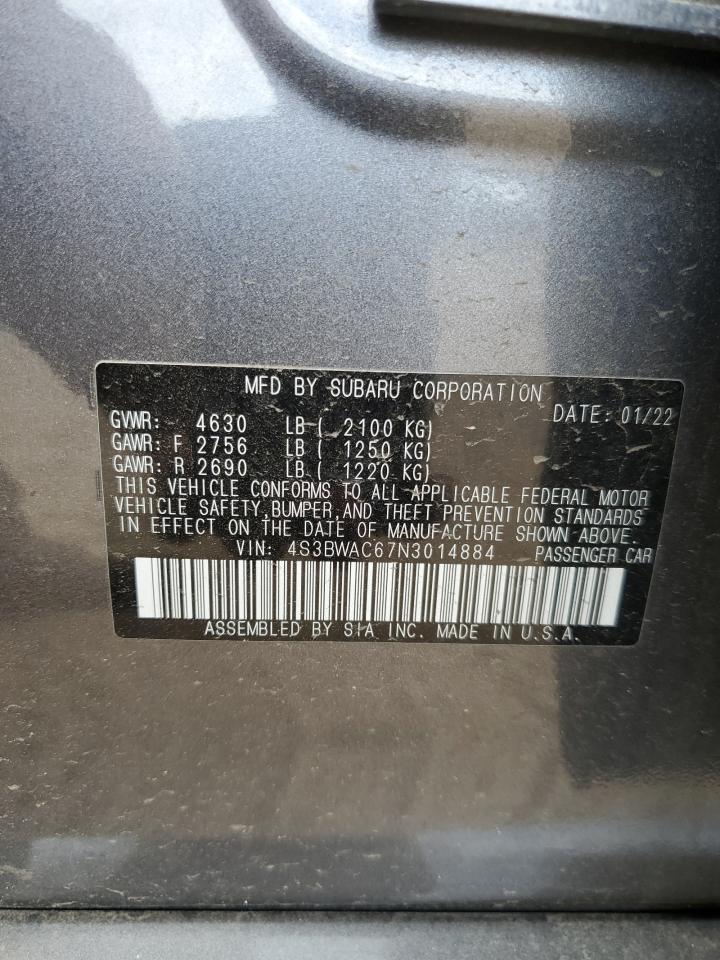 MFD BY SUBARU CORPORATION
DATE: 01/22
GVWR: 4630 LB ( 2100 KG)
GAWR: F 2756 LB ( 1250 KG)
GAWR: R 2690 LB ( 1220 KG)
THIS VEHICLE CONFORMS TO ALL APPLICABLE FEDERAL MOTOR
VEHICLE SAFETY, BUMPER, AND THEFT PREVENTION STANDARDS
IN EFFECT ON THE DATE OF MANUFACTURE SHOWN ABOVE.
VIN: 4S3BWAC67N3014884 PASSENGER CAR
ASSEMBLED BY SIA INC. MADE IN U.S.A.